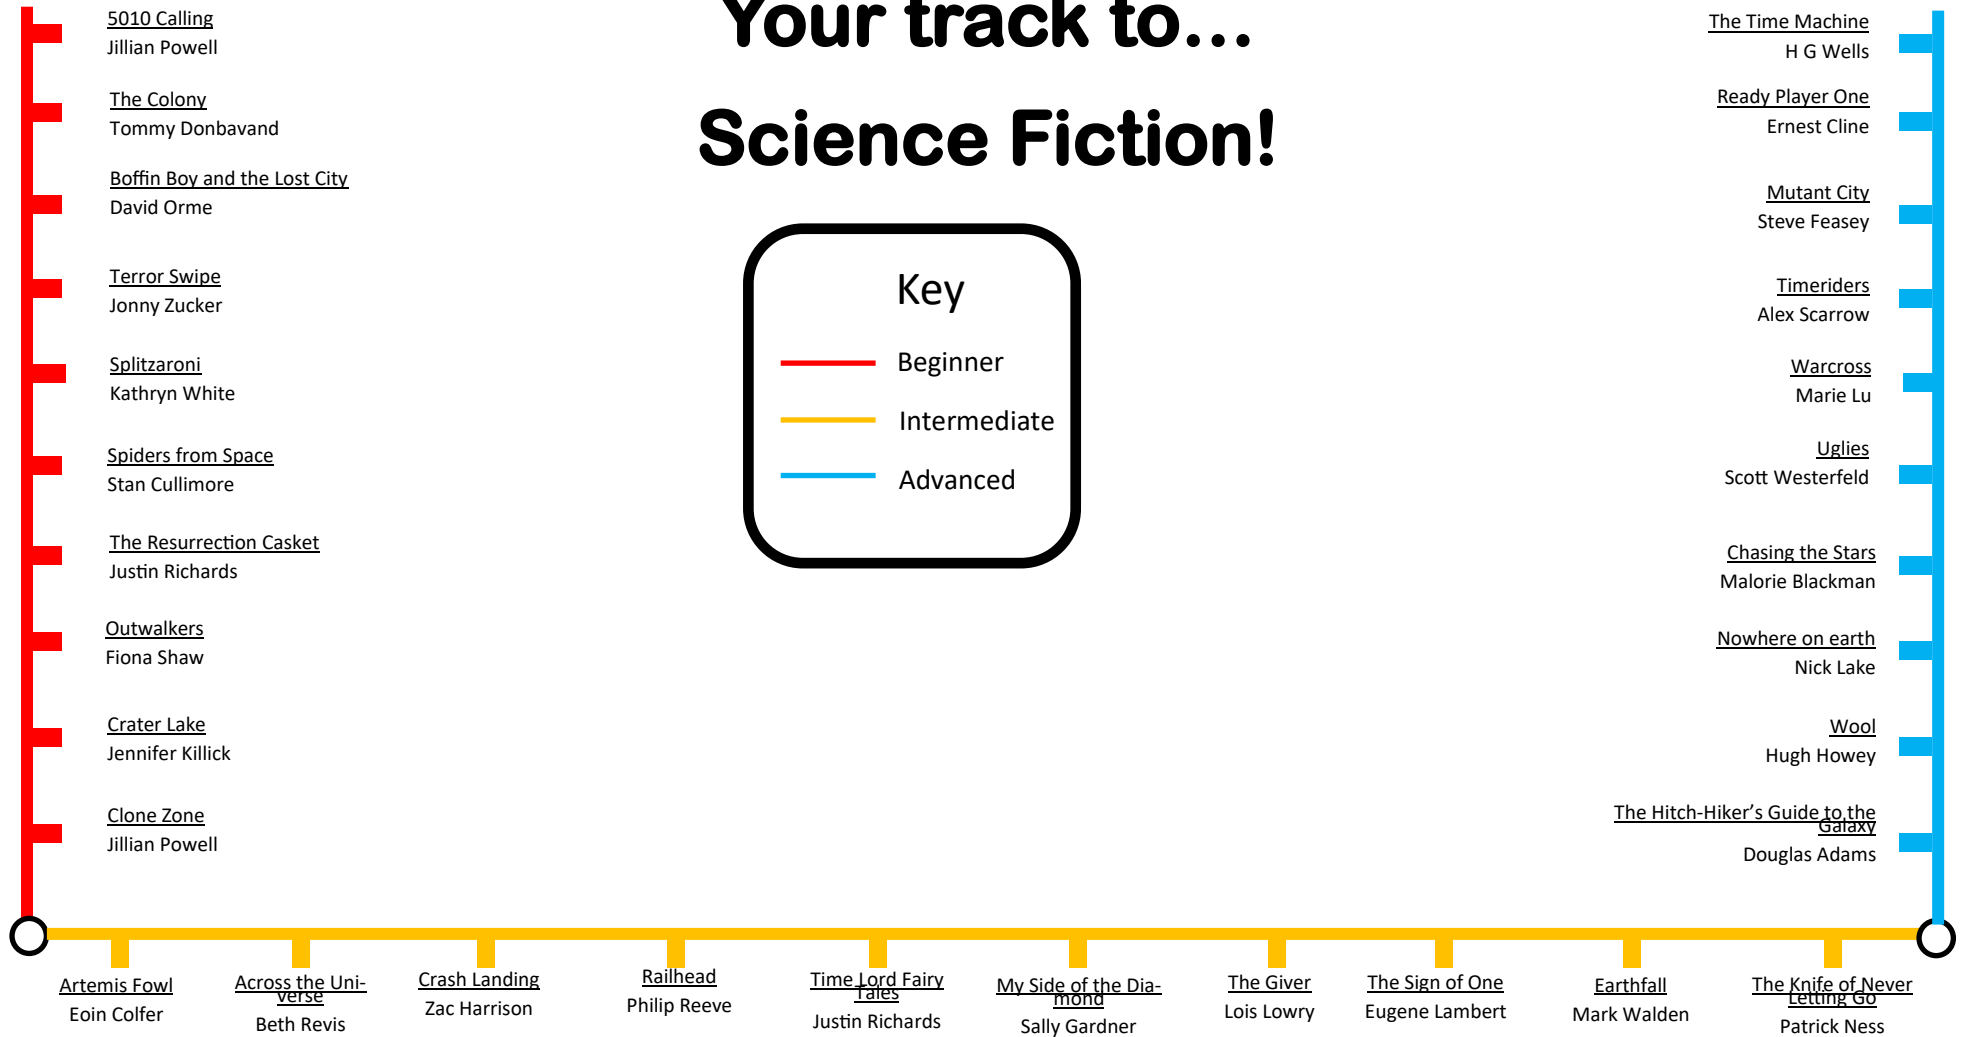 Your track to...
Science Fiction!
5010 Calling
Jillian Powell
The Colony
Tommy Donbavand
Boffin Boy and the Lost City
David Orme
Terror Swipe
Jonny Zucker
Splitzaroni
Kathryn White
Spiders from Space
Stan Cullimore
The Resurrection Casket
Justin Richards
Outwalkers
Fiona Shaw
Crater Lake
Jennifer Killick
Clone Zone
Jillian Powell
Key
Beginner
Intermediate
Advanced
The Time Machine
H G Wells
Ready Player One
Ernest Cline
Mutant City
Steve Feasey
Timeriders
Alex Scarrow
Warcross
Marie Lu
Uglies
Scott Westerfeld
Chasing the Stars
Malorie Blackman
Nowhere on earth
Nick Lake
Wool
Hugh Howey
The Hitch-Hiker’s Guide to the
Galaxy
Douglas Adams
Artemis Fowl
Eoin Colfer
Across the Uni-
verse
Beth Revis
Crash Landing
Zac Harrison
Railhead
Philip Reeve
Time Lord Fairy
Tales
Justin Richards
My Side of the Dia-
mond
Sally Gardner
The Giver
Lois Lowry
The Sign of One
Eugene Lambert
Earthfall
Mark Walden
The Knife of Never
Letting Go
Patrick Ness